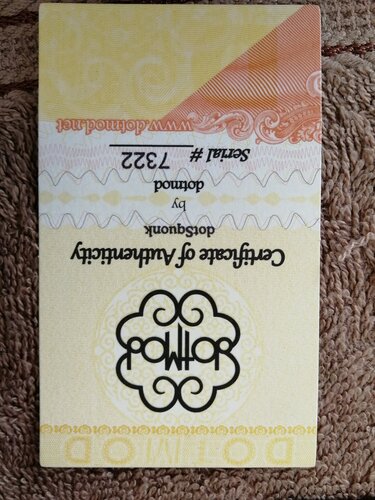 DOTMOD
dotMod
Certificate of Authenticity
dotSquonk
by
dotmod
Serial # 7322
www.dotmod.net